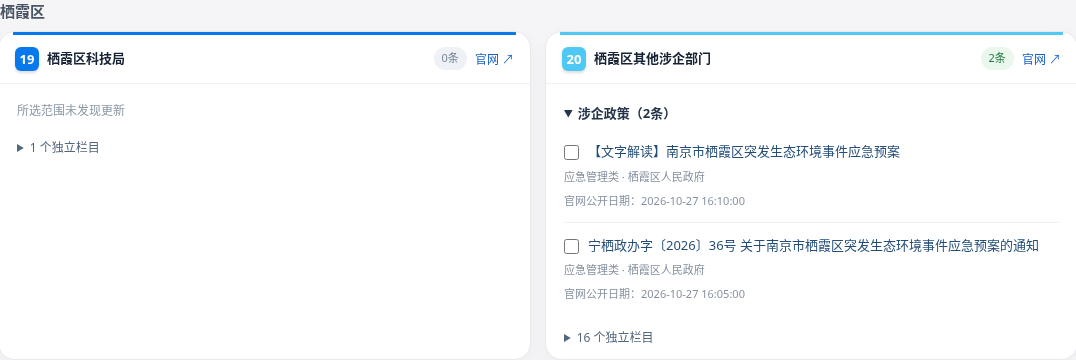 栖霞区
19 栖霞区科技局 0条 官网 ↗
所选范围未发现更新
▶ 1 个独立栏目
20 栖霞区其他涉企部门 2条 官网 ↗
▼ 涉企政策（2条）
【文字解读】南京市栖霞区突发生态环境事件应急预案
应急管理类 · 栖霞区人民政府
官网公开日期：2026-10-27 16:10:00
宁栖政办字〔2026〕36号 关于南京市栖霞区突发生态环境事件应急预案的通知
应急管理类 · 栖霞区人民政府
官网公开日期：2026-10-27 16:05:00
▶ 16 个独立栏目